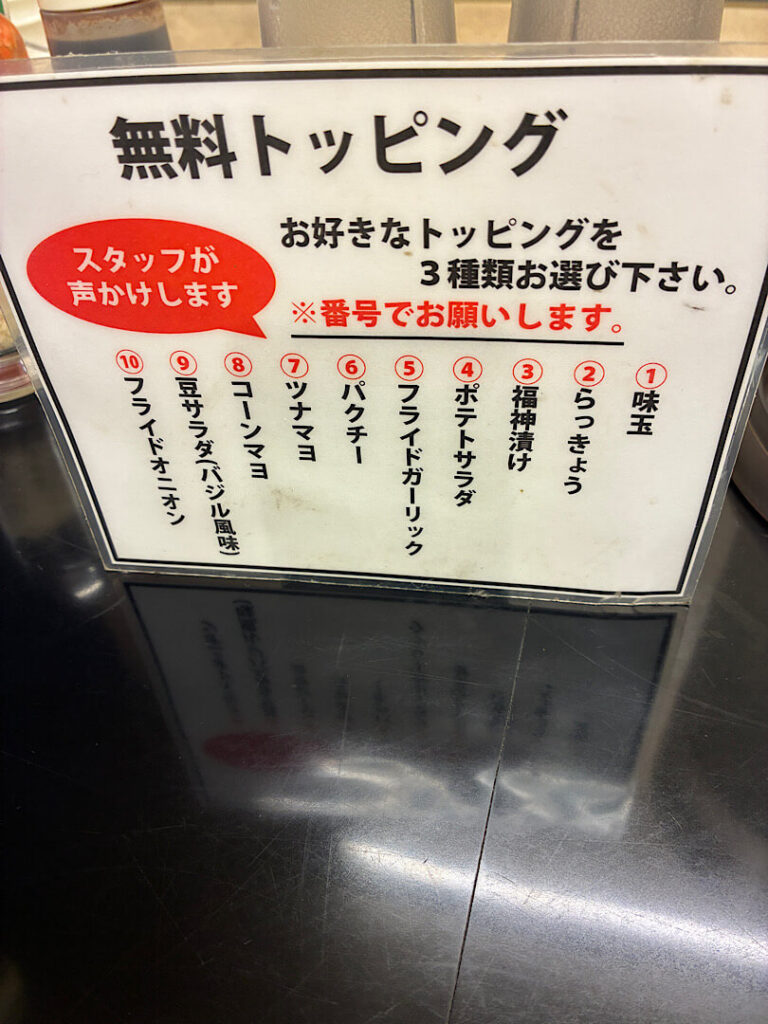 無料トッピング
スタッフが
声かけします
お好きなトッピングを
3種類お選び下さい。
※番号でお願いします。
①味玉
②らっきょう
③福神漬け
④ポテトサラダ
⑤フライドガーリック
⑥パクチー
⑦ツナマヨ
⑧コーンマヨ
⑨豆サラダ(バジル風味)
⑩フライドオニオン